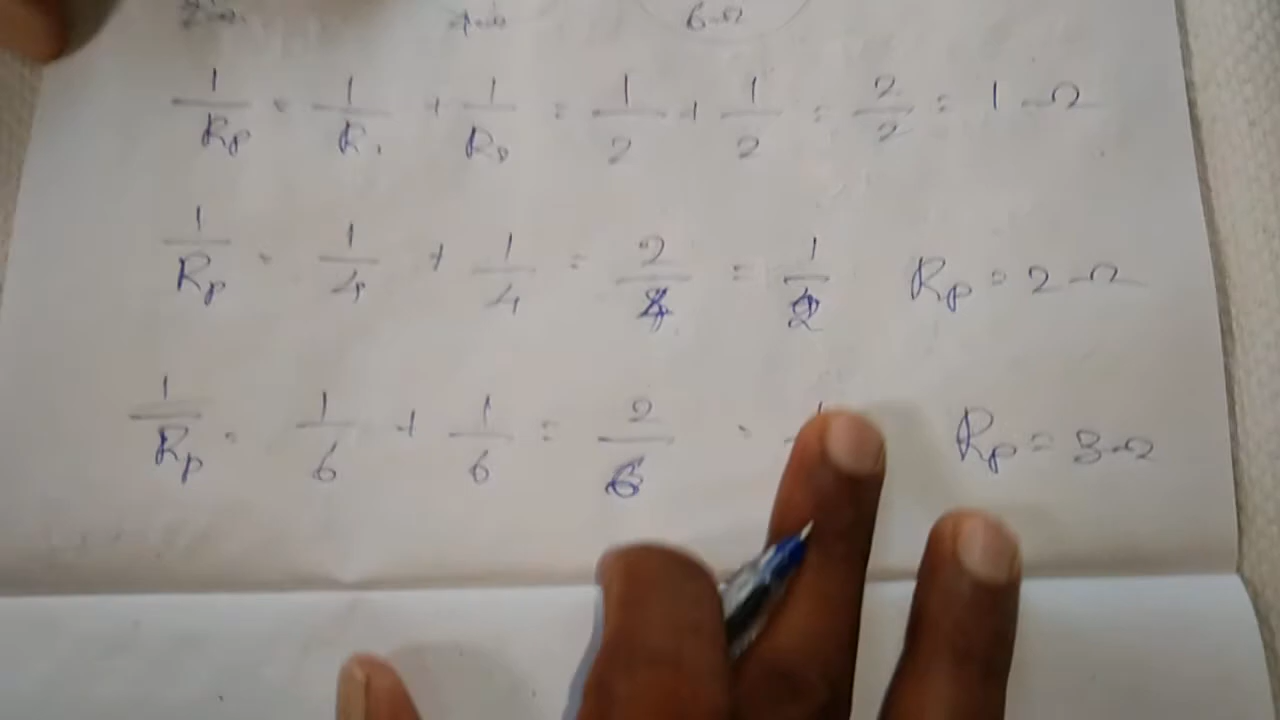 6 Ω
1/Rp = 1/R1 + 1/R2 = 1/2 + 1/2 = 2/2 = 1 Ω
1/Rp = 1/4 + 1/4 = 2/4 = 1/2 Rp = 2 Ω
1/Rp = 1/6 + 1/6 = 2/6 = Rp = 3 Ω